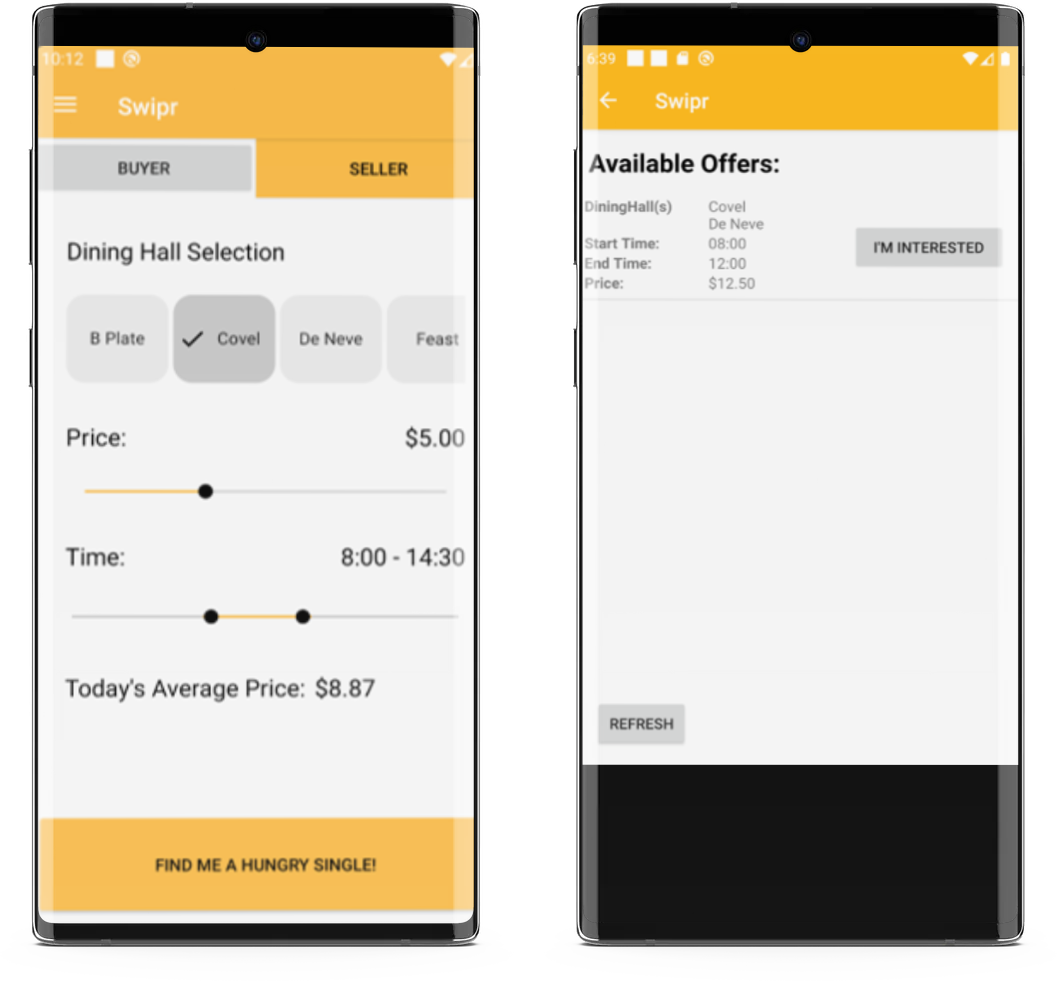 10:12
Swipr
BUYER SELLER
Dining Hall Selection
B Plate Covel De Neve Feast
Price: $5.00
Time: 8:00 - 14:30
Today's Average Price: $8.87
FIND ME A HUNGRY SINGLE!
6:39
Swipr
Available Offers:
DiningHall(s) Covel
De Neve
Start Time: 08:00
End Time: 12:00
Price: $12.50
I'M INTERESTED
REFRESH